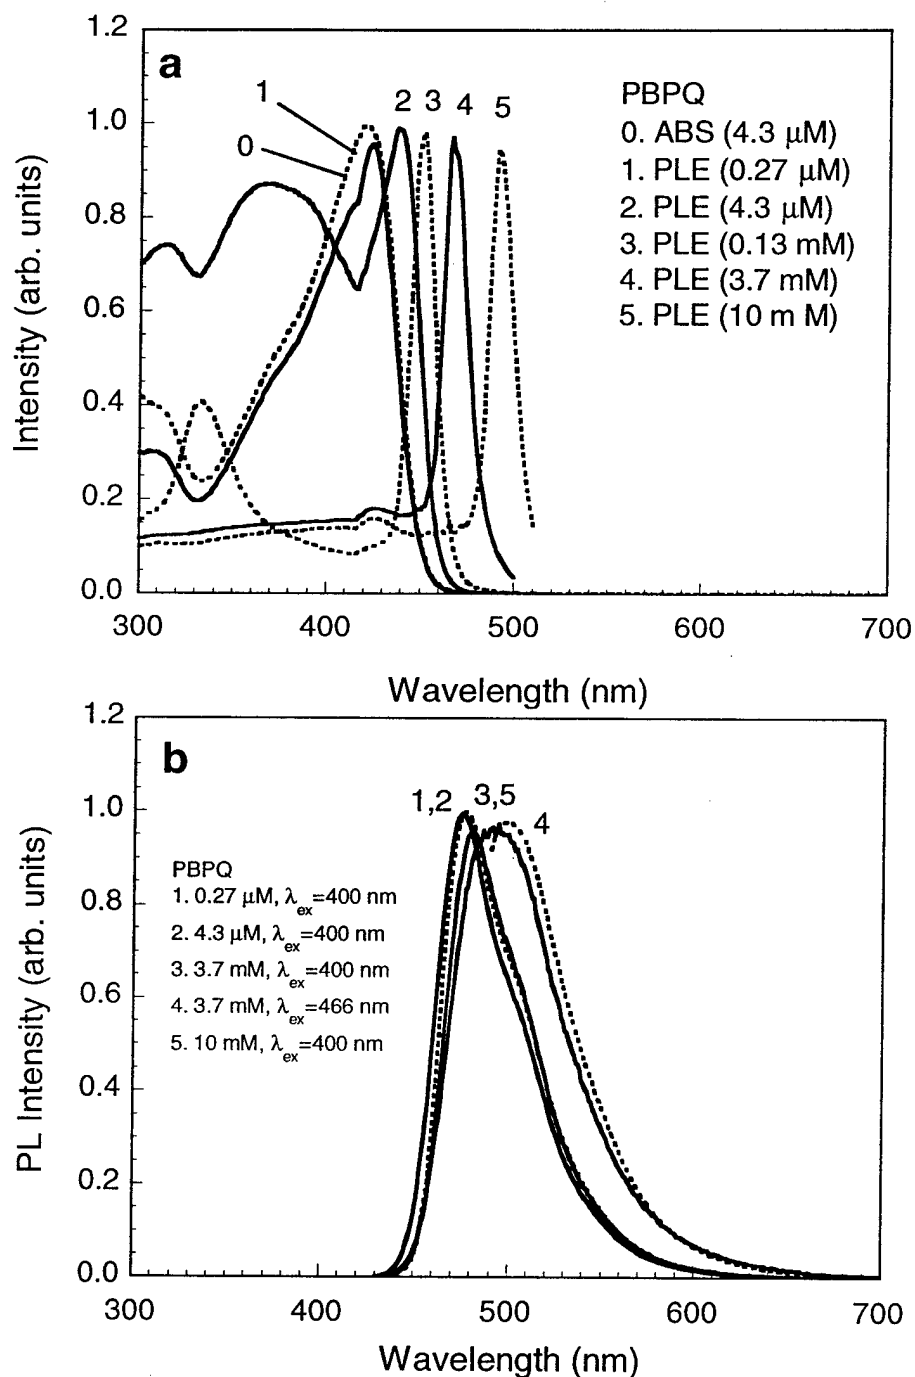 1.2
a
1
2 3 4 5
0
1.0
0.8
0.6
0.4
0.2
0.0
Intensity (arb. units)
PBPQ
0. ABS (4.3 μM)
1. PLE (0.27 μM)
2. PLE (4.3 μM)
3. PLE (0.13 mM)
4. PLE (3.7 mM)
5. PLE (10 m M)
300 400 500 600 700
Wavelength (nm)
1.2
b
1,2 3,5 4
1.0
0.8
0.6
0.4
0.2
0.0
PL Intensity (arb. units)
PBPQ
1. 0.27 μM, λex=400 nm
2. 4.3 μM, λex=400 nm
3. 3.7 mM, λex=400 nm
4. 3.7 mM, λex=466 nm
5. 10 mM, λex=400 nm
300 400 500 600 700
Wavelength (nm)